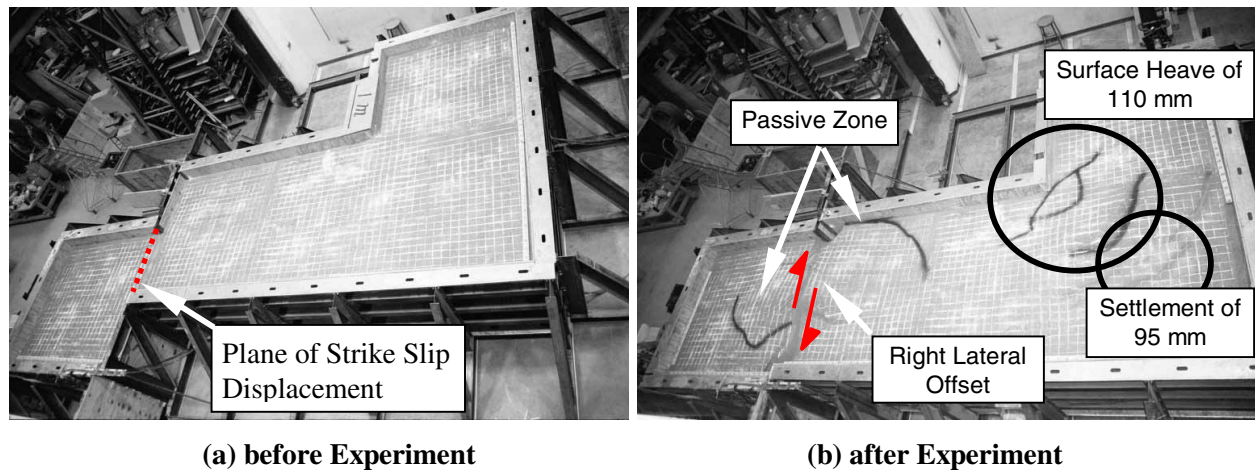 1 m
Plane of Strike Slip
Displacement
Passive Zone
Surface Heave of
110 mm
Settlement of
95 mm
Right Lateral
Offset
(a) before Experiment
(b) after Experiment